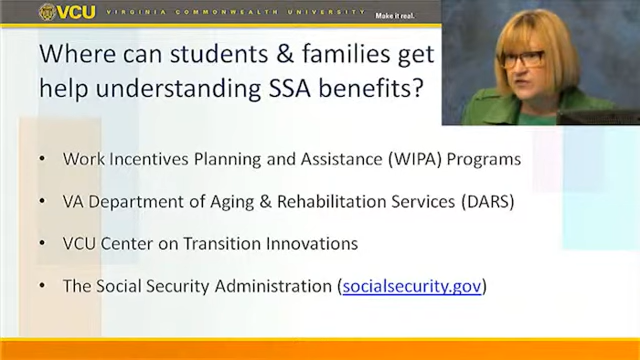 VCU VIRGINIA COMMONWEALTH UNIVERSITY Make it real.
Where can students & families get
help understanding SSA benefits?
• Work Incentives Planning and Assistance (WIPA) Programs
• VA Department of Aging & Rehabilitation Services (DARS)
• VCU Center on Transition Innovations
• The Social Security Administration (socialsecurity.gov)